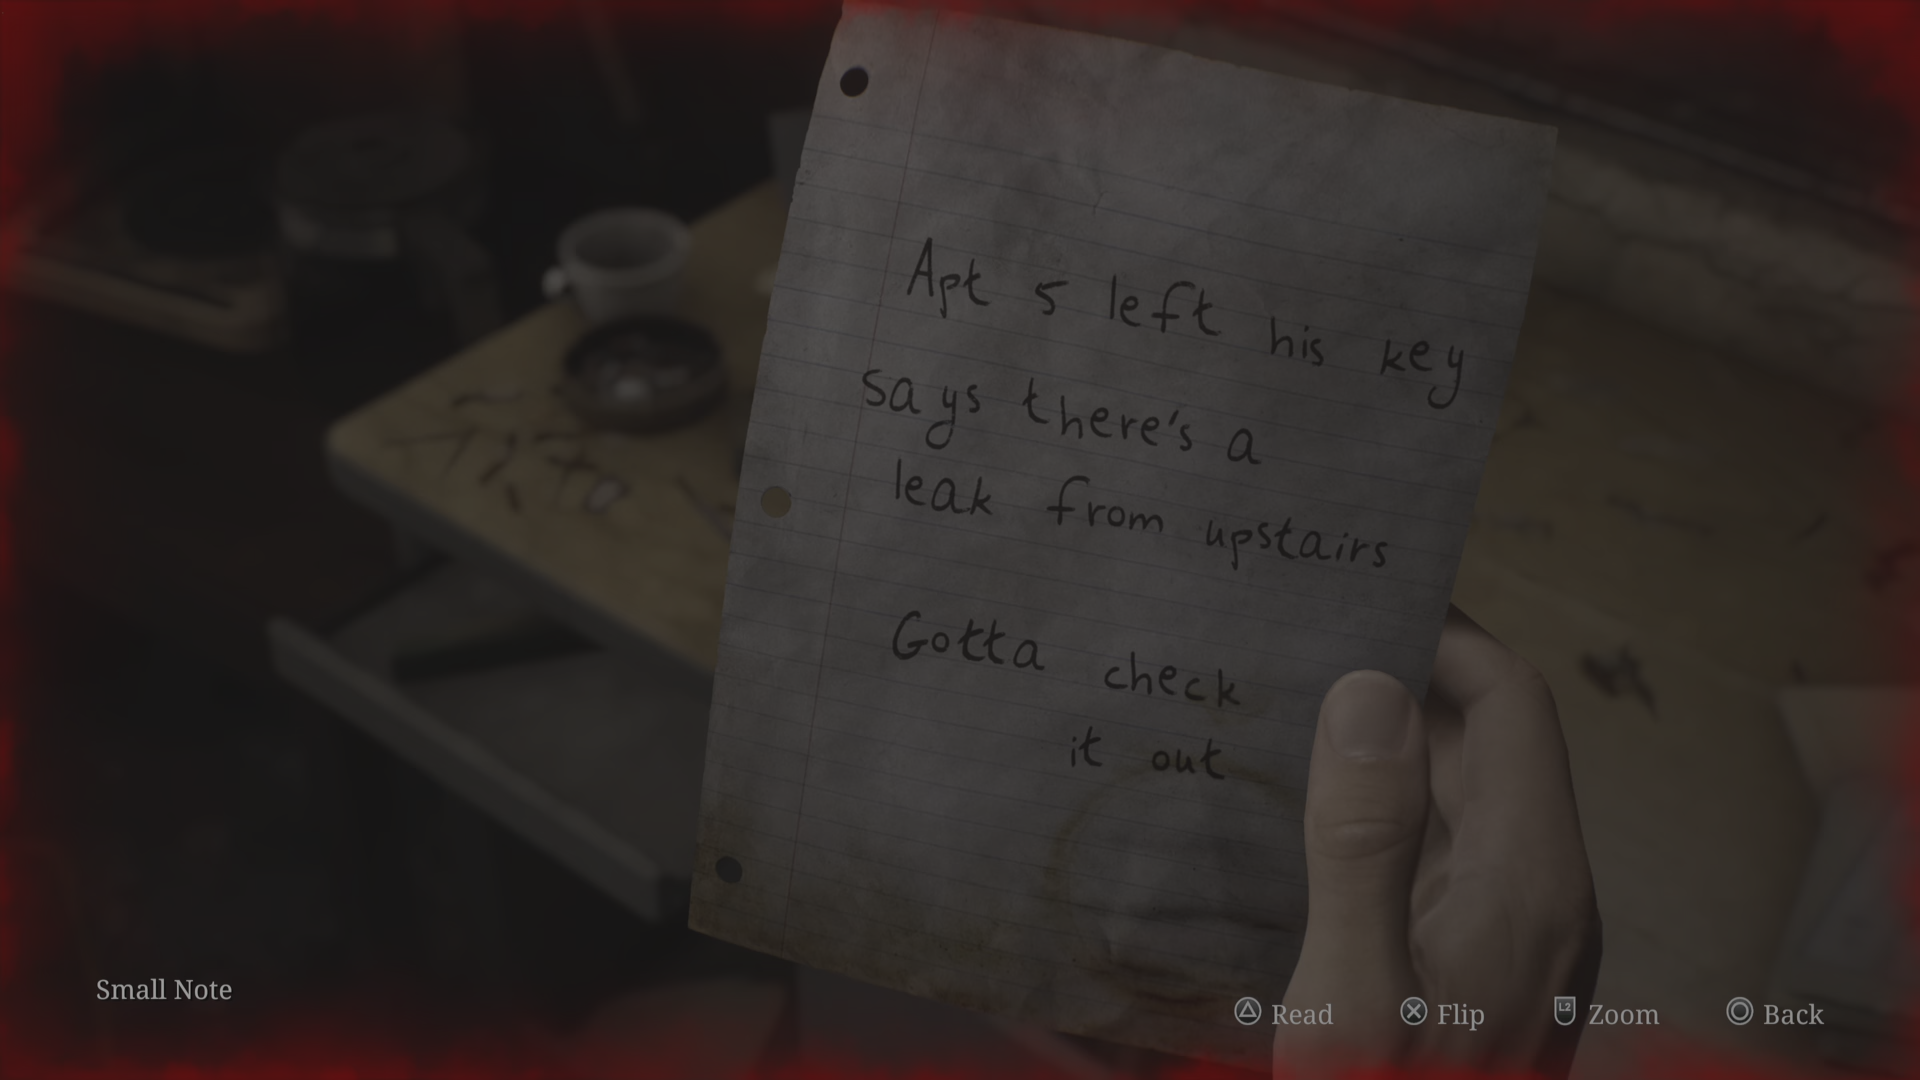 Apt 5 left his key
says there's a
leak from upstairs
Gotta check
it out
Small Note
Read
Flip
L2 Zoom
Back